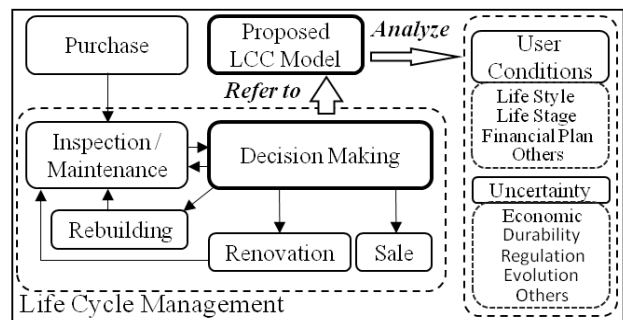 Purchase
Proposed
LCC Model
Analyze
Refer to
Inspection /
Maintenance
Decision Making
Rebuilding
Renovation
Sale
Life Cycle Management
User
Conditions
Life Style
Life Stage
Financial Plan
Others
Uncertainty
Economic
Durability
Regulation
Evolution
Others